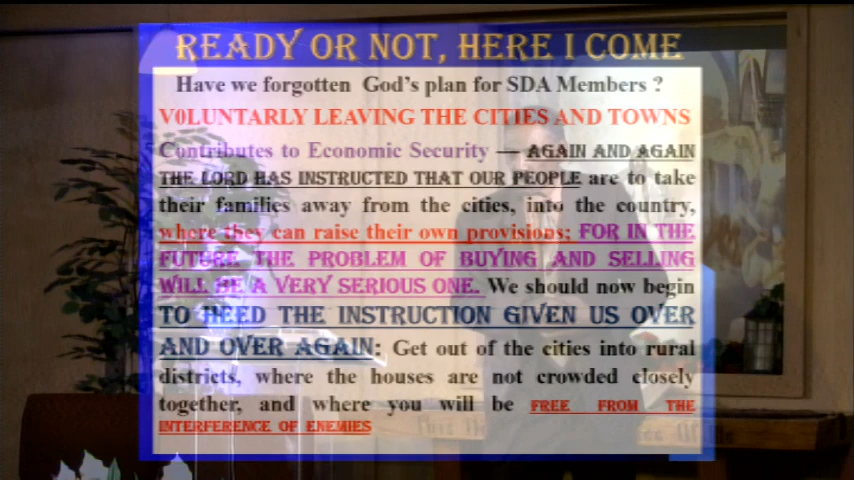 READY OR NOT, HERE I COME
Have we forgotten God's plan for SDA Members ?
V0LUNTARLY LEAVING THE CITIES AND TOWNS
Contributes to Economic Security — AGAIN AND AGAIN
THE LORD HAS INSTRUCTED THAT OUR PEOPLE are to take
their families away from the cities, into the country,
where they can raise their own provisions; FOR IN THE
FUTURE THE PROBLEM OF BUYING AND SELLING
WILL BE A VERY SERIOUS ONE. We should now begin
TO HEED THE INSTRUCTION GIVEN US OVER
AND OVER AGAIN: Get out of the cities into rural
districts, where the houses are not crowded closely
together, and where you will be FREE FROM THE
INTERFERENCE OF ENEMIES